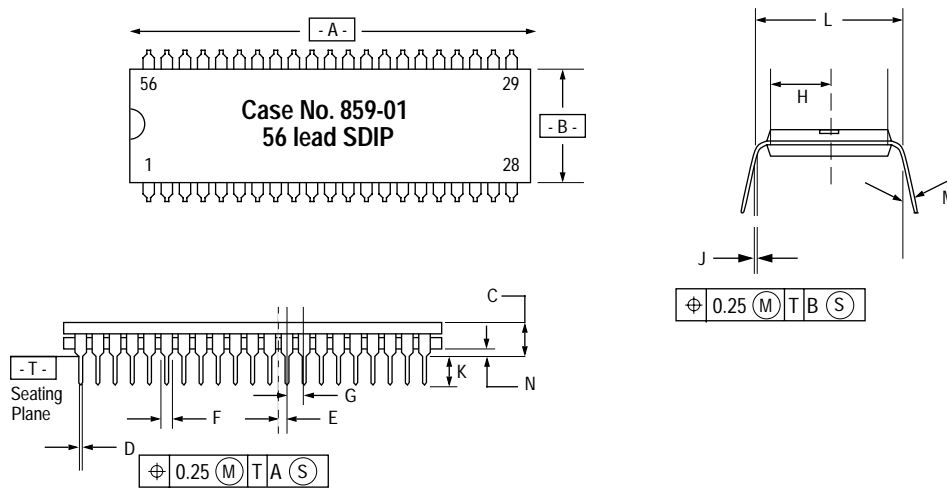 - A -
L
56
29
H
Case No. 859-01
56 lead SDIP
- B -
1
28
M
J
C
⌖ 0.25 Ⓜ T B Ⓢ
- T -
K
N
Seating
Plane
G
F
E
D
⌖ 0.25 Ⓜ T A Ⓢ